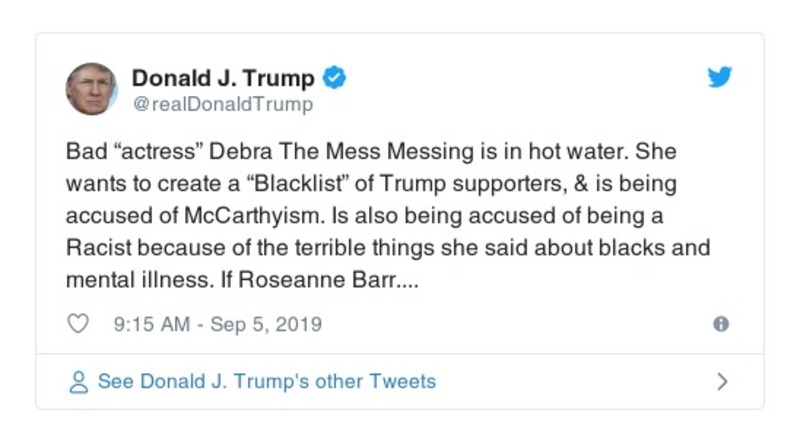 Donald J. Trump
@realDonaldTrump
Bad “actress” Debra The Mess Messing is in hot water. She
wants to create a “Blacklist” of Trump supporters, & is being
accused of McCarthyism. Is also being accused of being a
Racist because of the terrible things she said about blacks and
mental illness. If Roseanne Barr....
9:15 AM - Sep 5, 2019
See Donald J. Trump's other Tweets